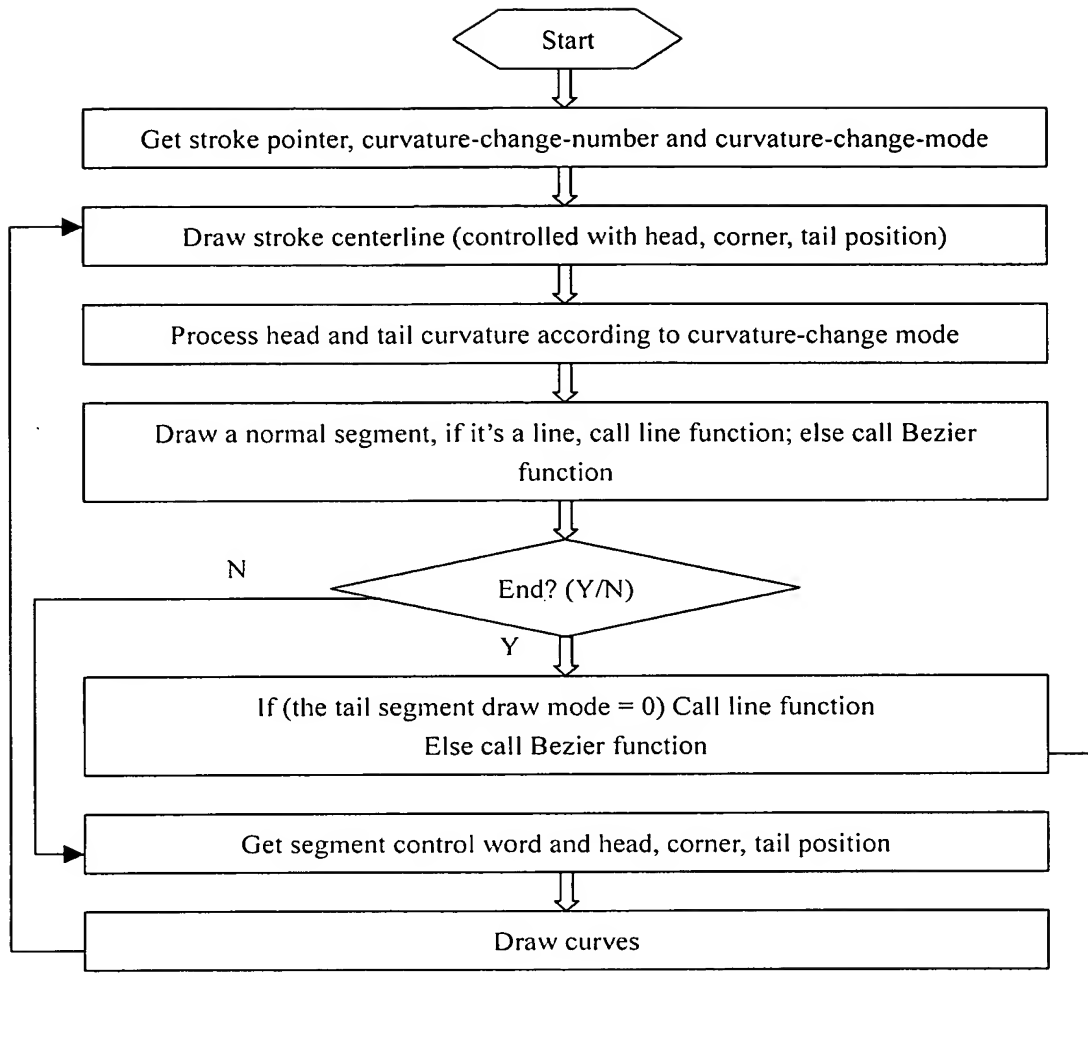 Start
Get stroke pointer, curvature-change-number and curvature-change-mode
Draw stroke centerline (controlled with head, corner, tail position)
Process head and tail curvature according to curvature-change mode
Draw a normal segment, if it's a line, call line function; else call Bezier
function
N
End? (Y/N)
Y
If (the tail segment draw mode = 0) Call line function
Else call Bezier function
Get segment control word and head, corner, tail position
Draw curves